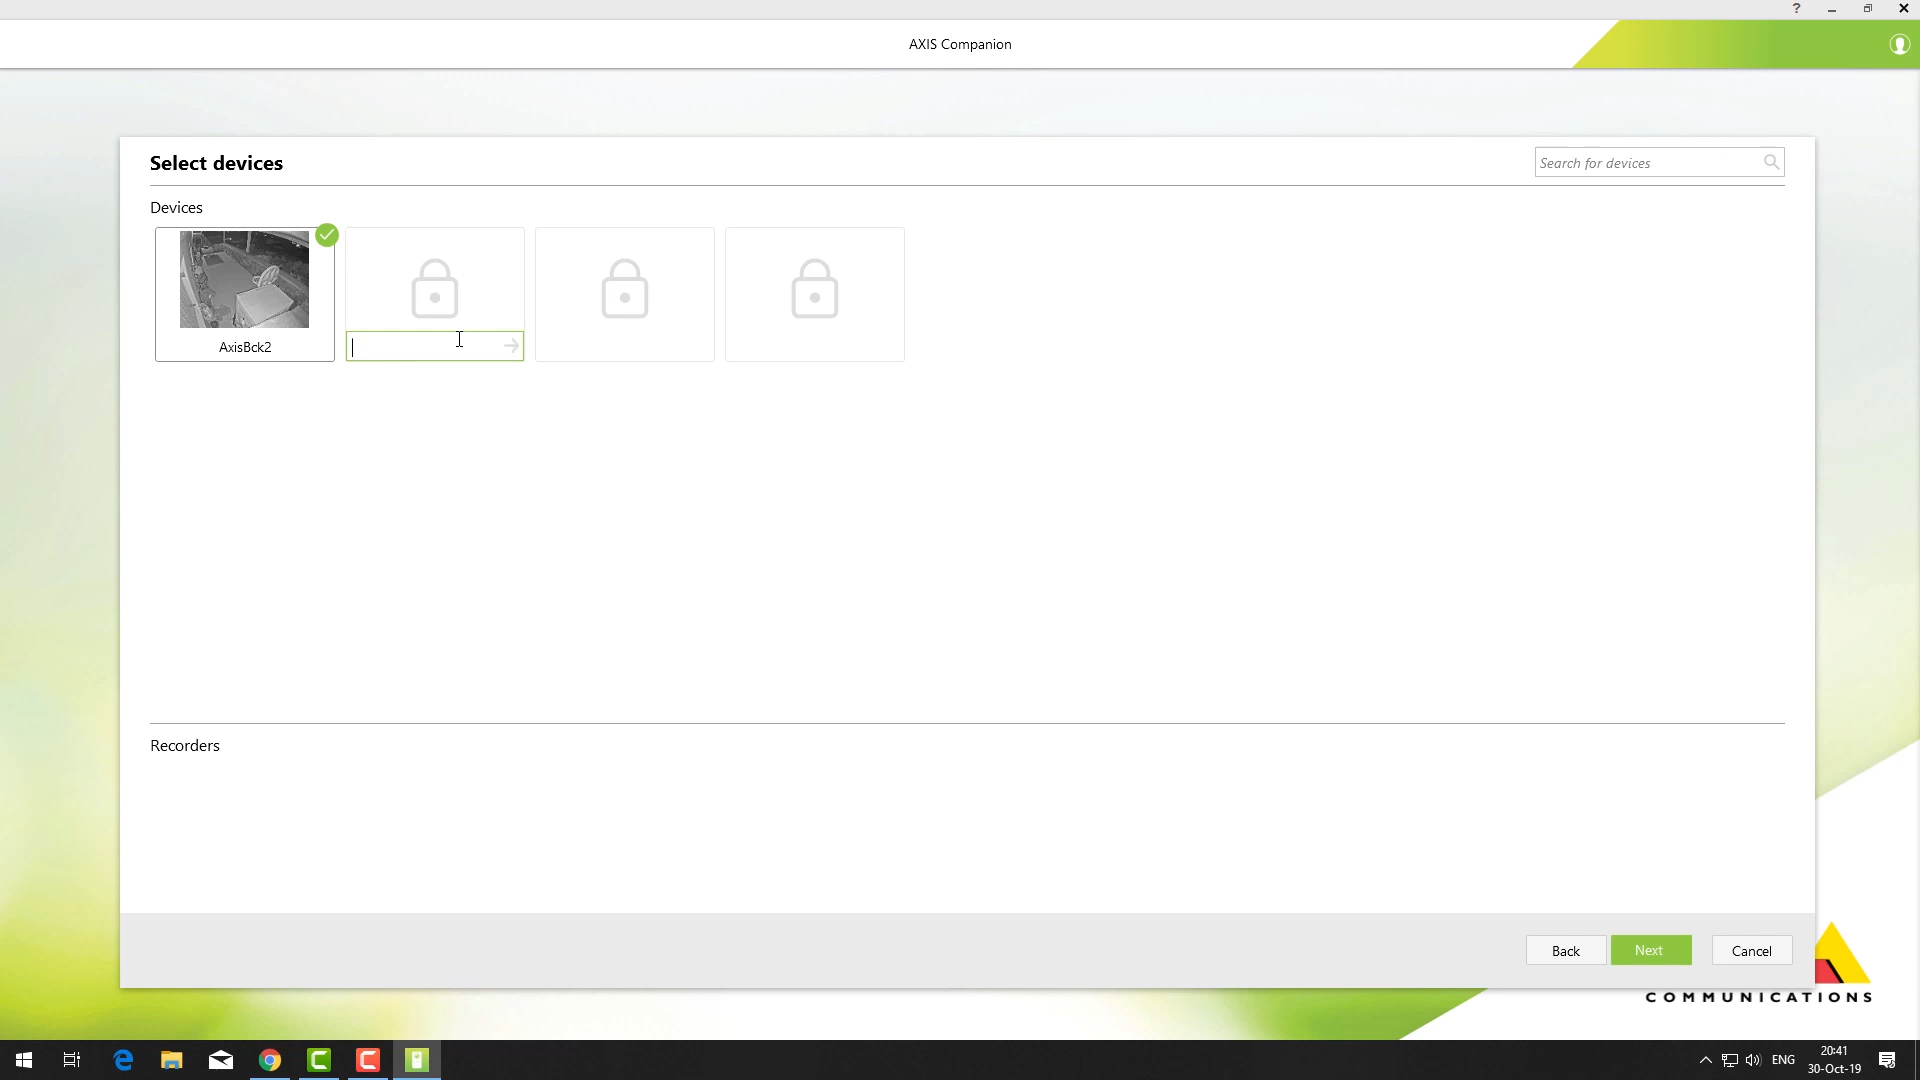 ?
AXIS Companion
Select devices
Search for devices
Devices
AxisBck2
Recorders
Back
Next
Cancel
COMMUNICATIONS
ENG
20:41
30-Oct-19